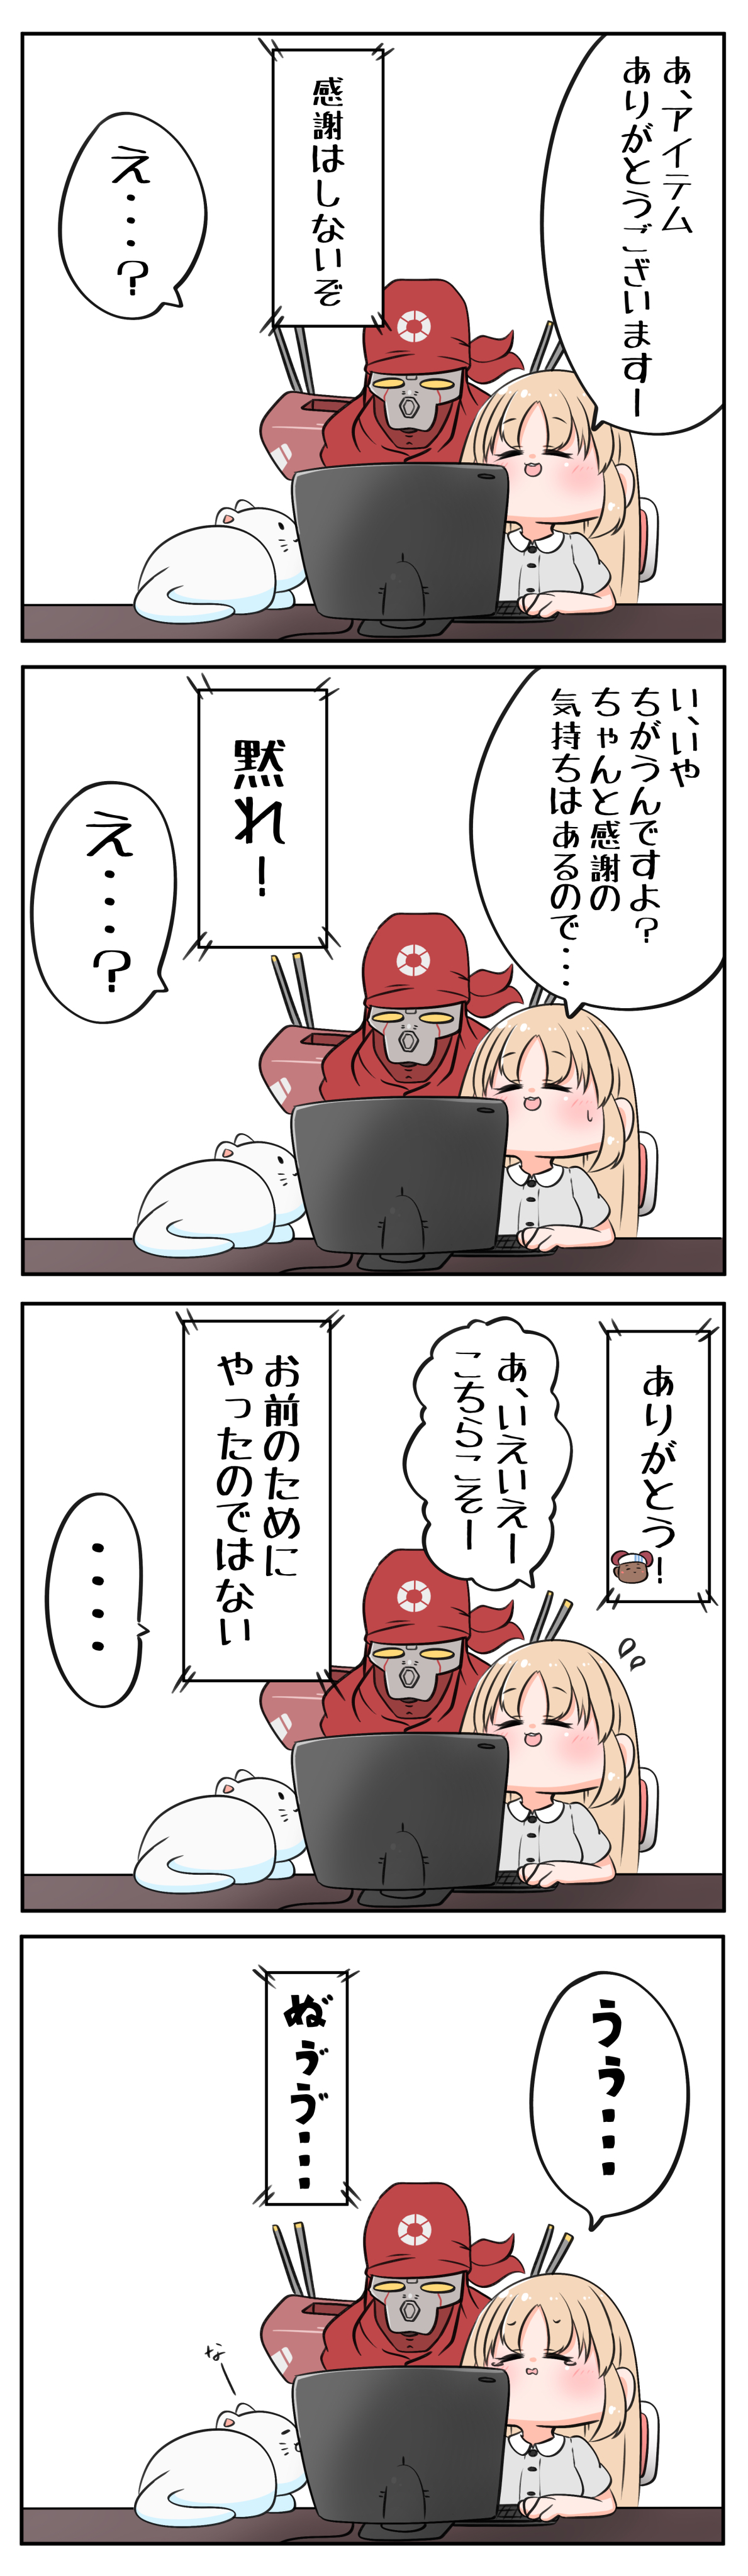 あ、アイテム
ありがとうございますー
感謝はしないぞ
え・・・？
い、いや
ちがうんですよ？
ちゃんと感謝の
気持ちはあるので・・・
黙れ！
え・・・？
ありがとう！
あ、いえいえー
こちらこそー
お前のために
やったのではない
・・・・
うぅ・・・
ぬ゛ぅ゛ぅ゛・・・
な